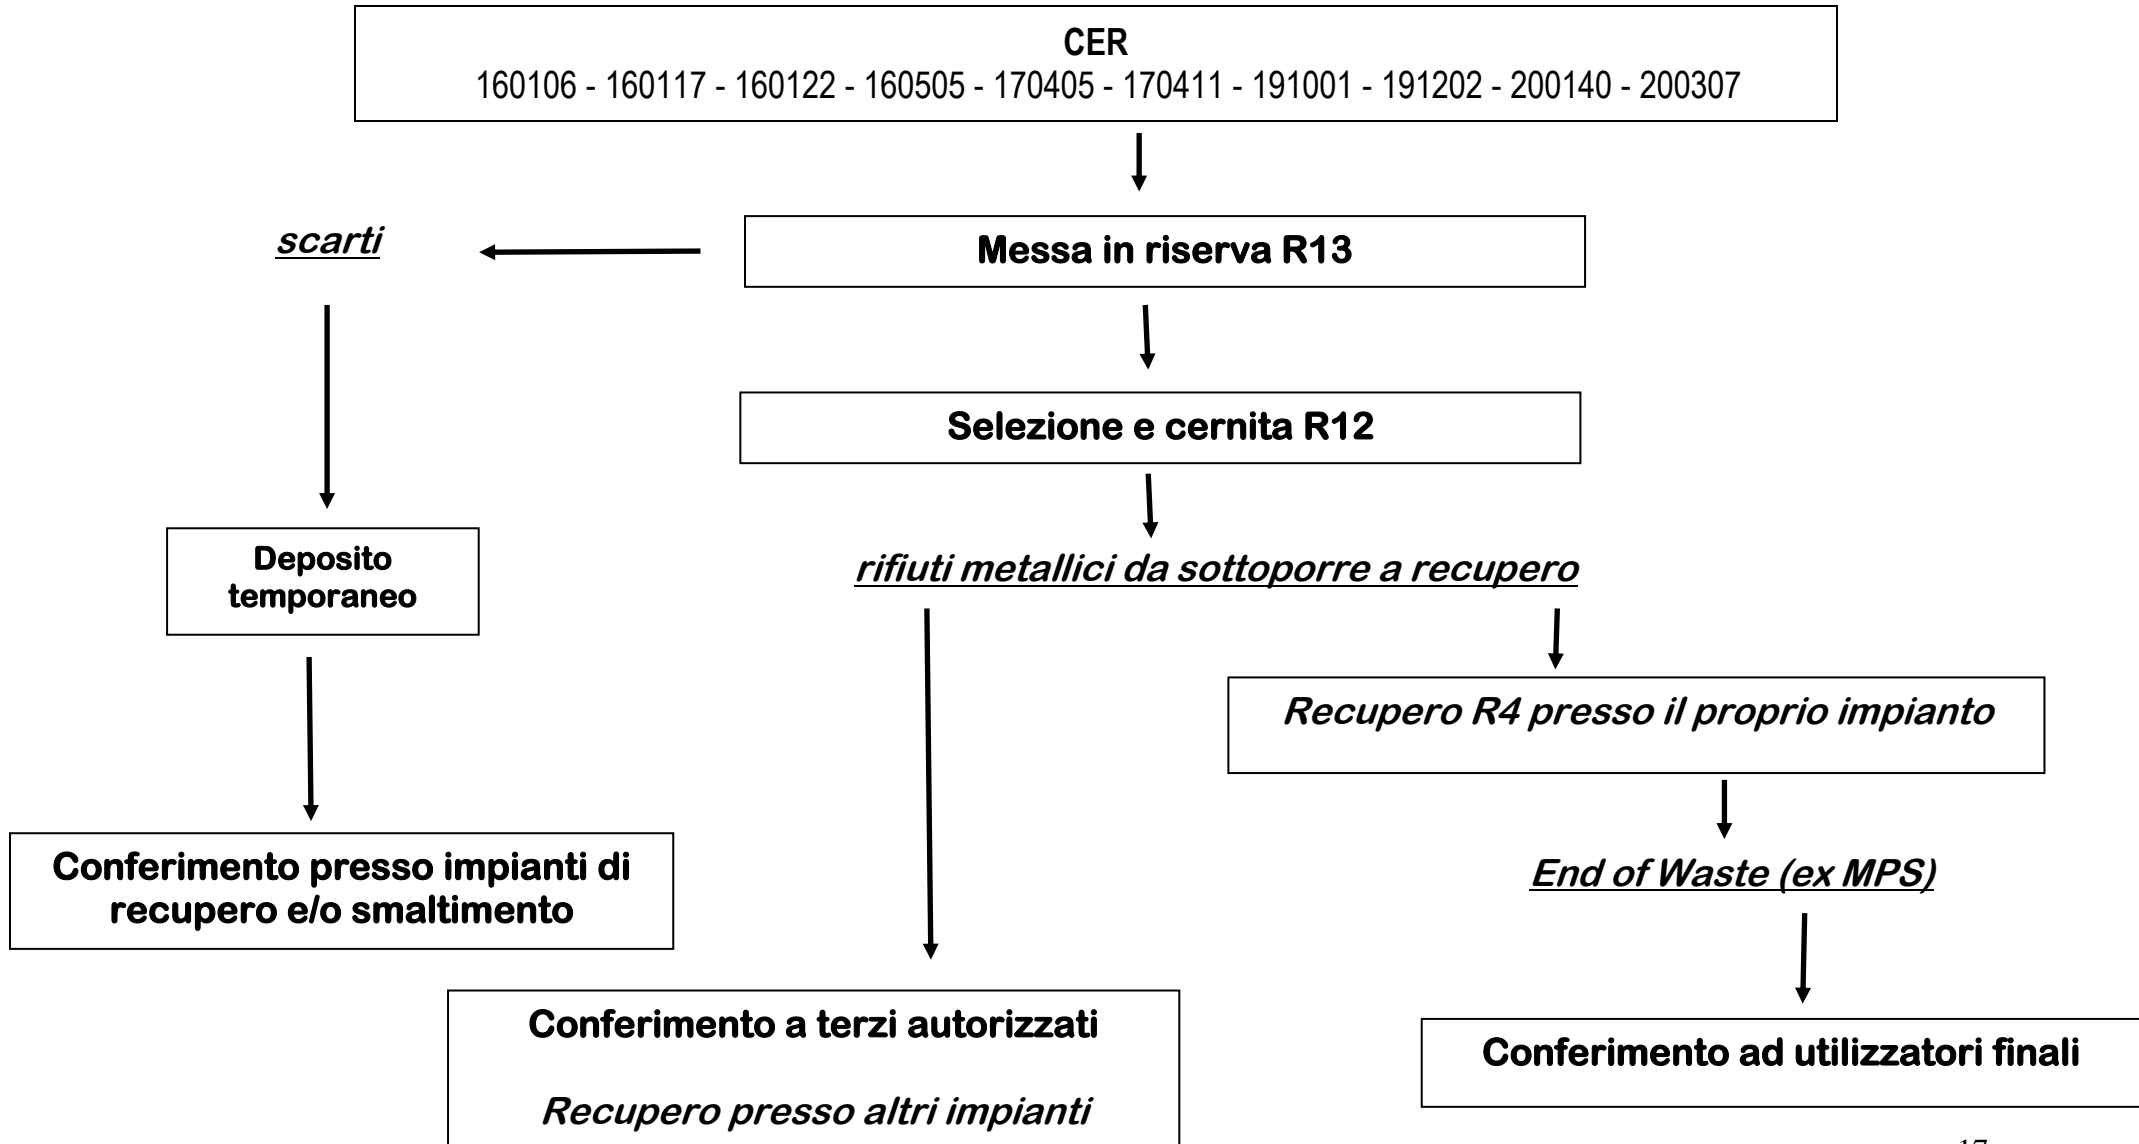 CER
160106 - 160117 - 160122 - 160505 - 170405 - 170411 - 191001 - 191202 - 200140 - 200307
scarti
Messa in riserva R13
Selezione e cernita R12
Deposito
temporaneo
rifiuti metallici da sottoporre a recupero
Recupero R4 presso il proprio impianto
Conferimento presso impianti di
recupero e/o smaltimento
End of Waste (ex MPS)
Conferimento a terzi autorizzati
Recupero presso altri impianti
Conferimento ad utilizzatori finali
17